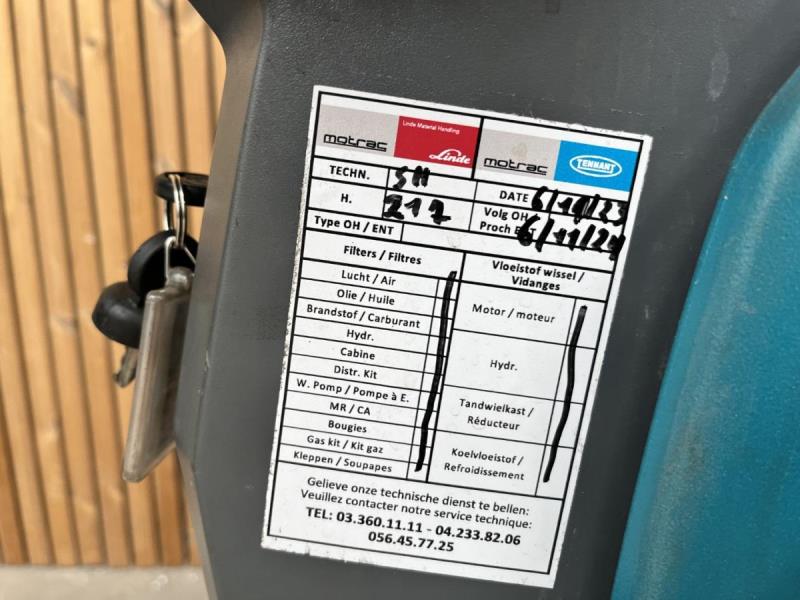 Linde Material Handling
motrac Linde motrac TENNANT
TECHN. SH DATE 6/11/23
H. 217 Volg OH
Proch ENT 6/11/24
Type OH / ENT
Filters / Filtres Vloeistof wissel /
Vidanges
Lucht / Air
Olie / Huile Motor / moteur
Brandstof / Carburant
Hydr.
Cabine Hydr.
Distr. Kit
W. Pomp / Pompe à E. Tandwielkast /
Réducteur
MR / CA
Bougies Koelvloeistof /
Refroidissement
Gas kit / Kit gaz
Kleppen / Soupapes
Gelieve onze technische dienst te bellen:
Veuillez contacter notre service technique:
TEL: 03.360.11.11 - 04.233.82.06
056.45.77.25